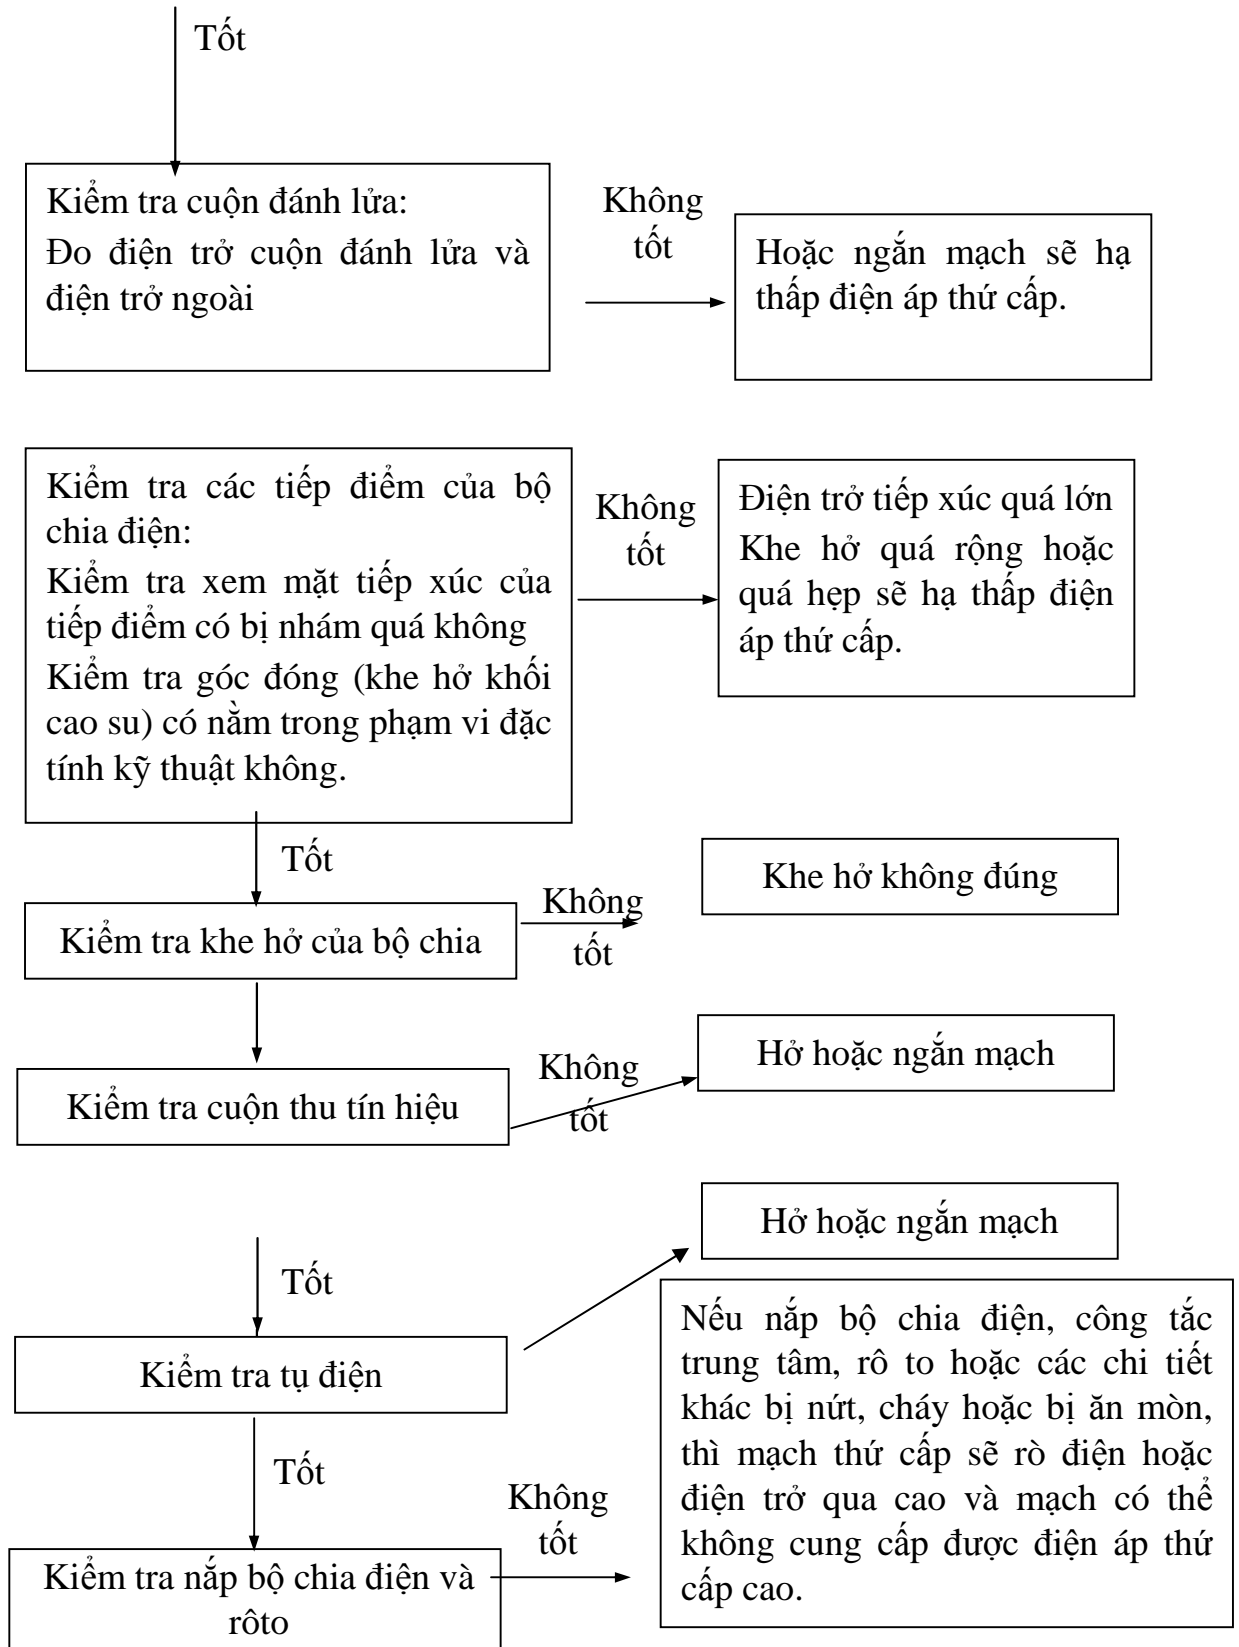 Tốt
Kiểm tra cuộn đánh lửa:
Đo điện trở cuộn đánh lửa và
điện trở ngoài
Không
tốt
Hoặc ngắn mạch sẽ hạ
thấp điện áp thứ cấp.
Kiểm tra các tiếp điểm của bộ
chia điện:
Kiểm tra xem mặt tiếp xúc của
tiếp điểm có bị nhám quá không
Kiểm tra góc đóng (khe hở khối
cao su) có nằm trong phạm vi đặc
tính kỹ thuật không.
Không
tốt
Điện trở tiếp xúc quá lớn
Khe hở quá rộng hoặc
quá hẹp sẽ hạ thấp điện
áp thứ cấp.
Tốt
Kiểm tra khe hở của bộ chia
Không
tốt
Khe hở không đúng
Kiểm tra cuộn thu tín hiệu
Không
tốt
Hở hoặc ngắn mạch
Tốt
Kiểm tra tụ điện
Hở hoặc ngắn mạch
Tốt
Kiểm tra nắp bộ chia điện và
rôto
Không
tốt
Nếu nắp bộ chia điện, công tắc
trung tâm, rô to hoặc các chi tiết
khác bị nứt, cháy hoặc bị ăn mòn,
thì mạch thứ cấp sẽ rò điện hoặc
điện trở qua cao và mạch có thể
không cung cấp được điện áp thứ
cấp cao.